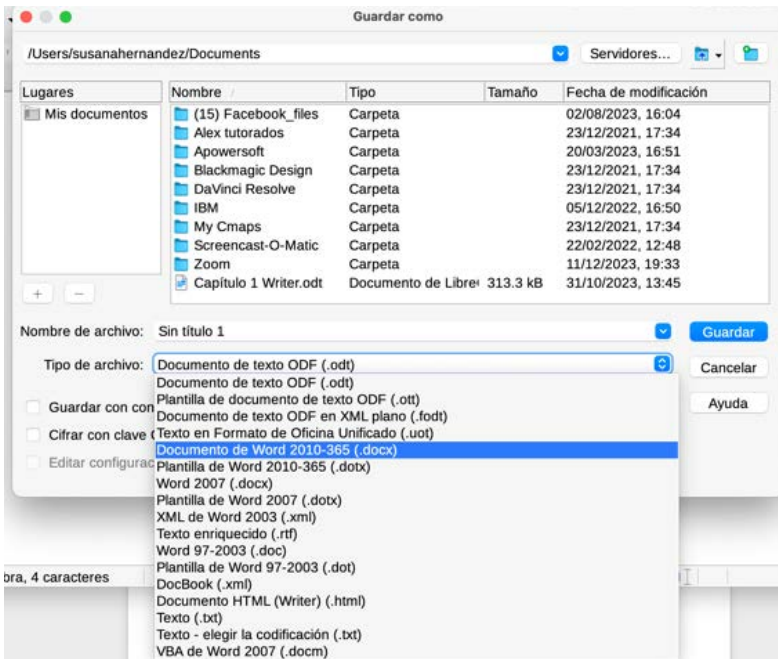 Guardar como
/Users/susanahernandez/Documents Servidores...
Lugares Nombre Tipo Tamaño Fecha de modificación
Mis documentos (15) Facebook_files Carpeta 02/08/2023, 16:04
Alex tutorados Carpeta 23/12/2021, 17:34
Apowersoft Carpeta 20/03/2023, 16:51
Blackmagic Design Carpeta 23/12/2021, 17:34
DaVinci Resolve Carpeta 23/12/2021, 17:34
IBM Carpeta 05/12/2022, 16:50
My Cmaps Carpeta 23/12/2021, 17:34
Screencast-O-Matic Carpeta 22/02/2022, 12:48
Zoom Carpeta 11/12/2023, 19:33
Capítulo 1 Writer.odt Documento de Libre 313.3 kB 31/10/2023, 13:45
Nombre de archivo: Sin título 1 Guardar
Tipo de archivo: Documento de texto ODF (.odt) Cancelar
Documento de texto ODF (.odt)
Plantilla de documento de texto ODF (.ott)
Guardar con con Documento de texto ODF en XML plano (.fodt) Ayuda
Cifrar con clave Texto en Formato de Oficina Unificado (.uot)
Documento de Word 2010-365 (.docx)
Editar configurac Plantilla de Word 2010-365 (.dotx)
Word 2007 (.docx)
Plantilla de Word 2007 (.dotx)
XML de Word 2003 (.xml)
Texto enriquecido (.rtf)
Word 97-2003 (.doc)
Plantilla de Word 97-2003 (.dot)
bra, 4 caracteres DocBook (.xml)
Documento HTML (Writer) (.html)
Texto (.txt)
Texto - elegir la codificación (.txt)
VBA de Word 2007 (.docm)